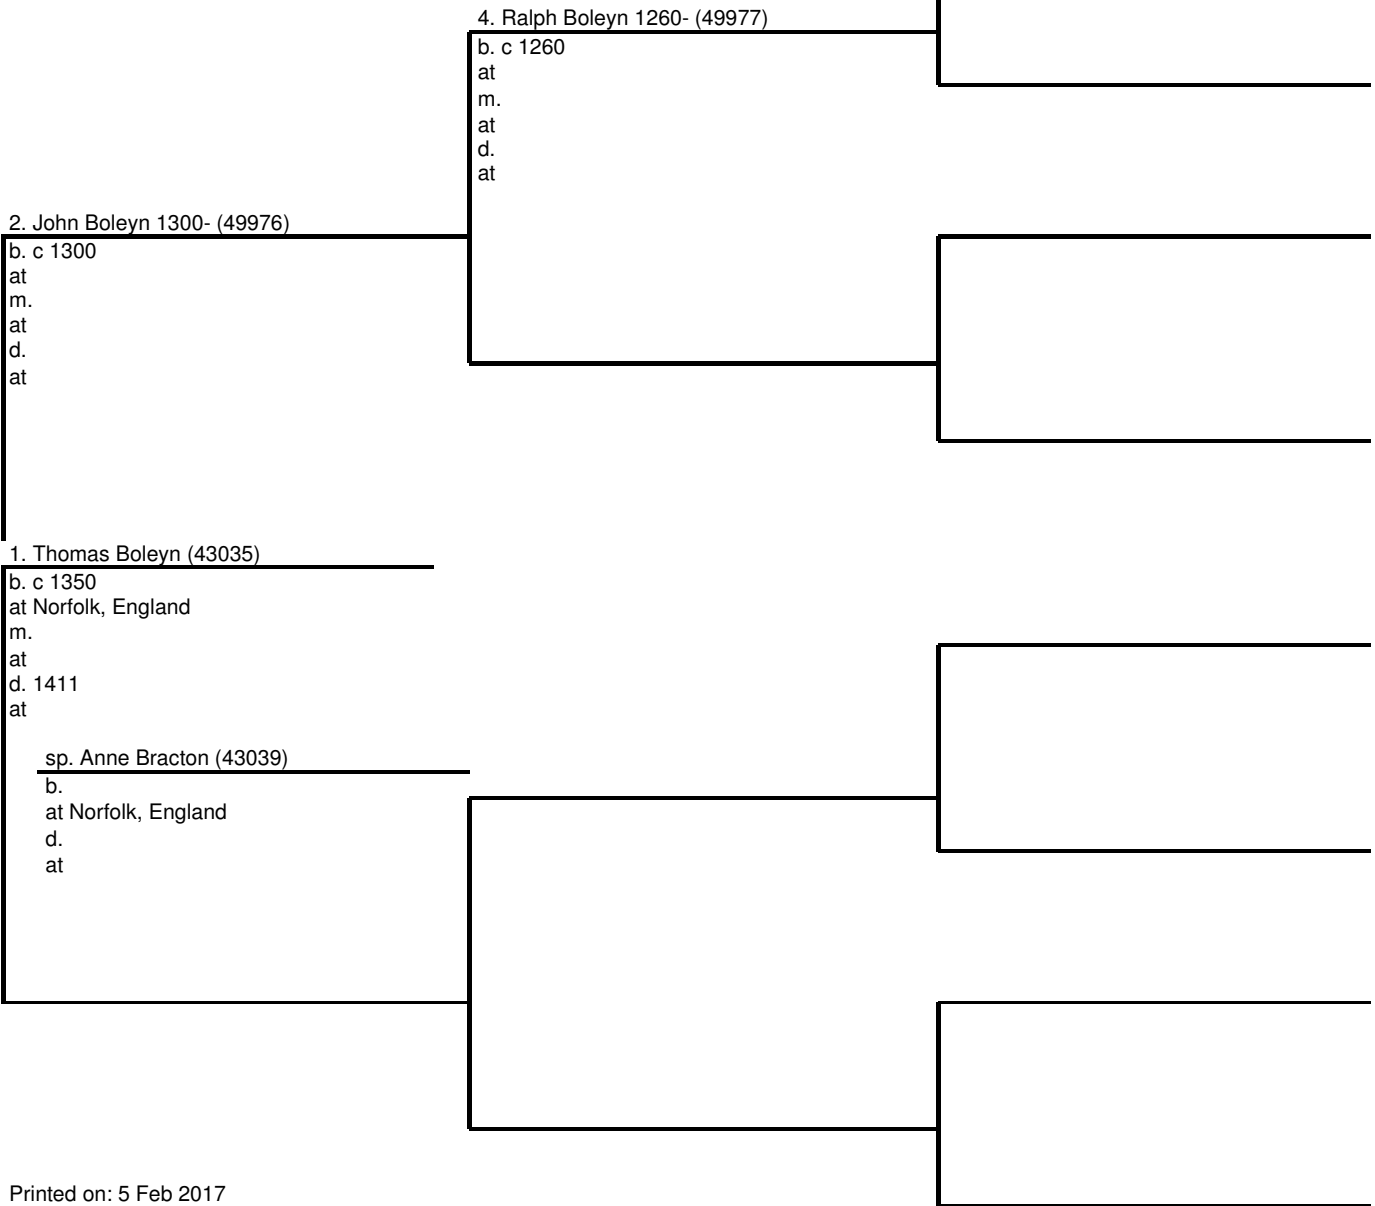 4. Ralph Boleyn 1260- (49977)
b. c 1260
at
m.
at
d.
at
2. John Boleyn 1300- (49976)
b. c 1300
at
m.
at
d.
at
1. Thomas Boleyn (43035)
b. c 1350
at Norfolk, England
m.
at
d. 1411
at
sp. Anne Bracton (43039)
b.
at Norfolk, England
d.
at
Printed on: 5 Feb 2017